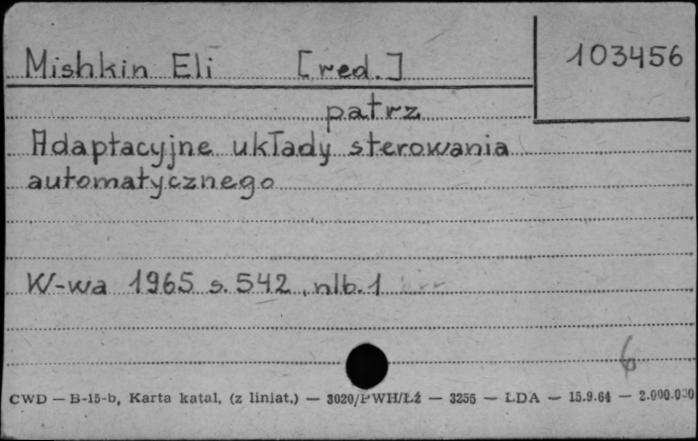 Mishkin Eli [red.]
103456
patrz
Adaptacyjne układy sterowania
automatycznego
W-wa 1965 s. 542, nlb. 1
6
CWD — B-15-b, Karta katal. (z liniat.) — 3020/PWH/Łź — 3255 — LDA — 15.9.64 — 2.000.000